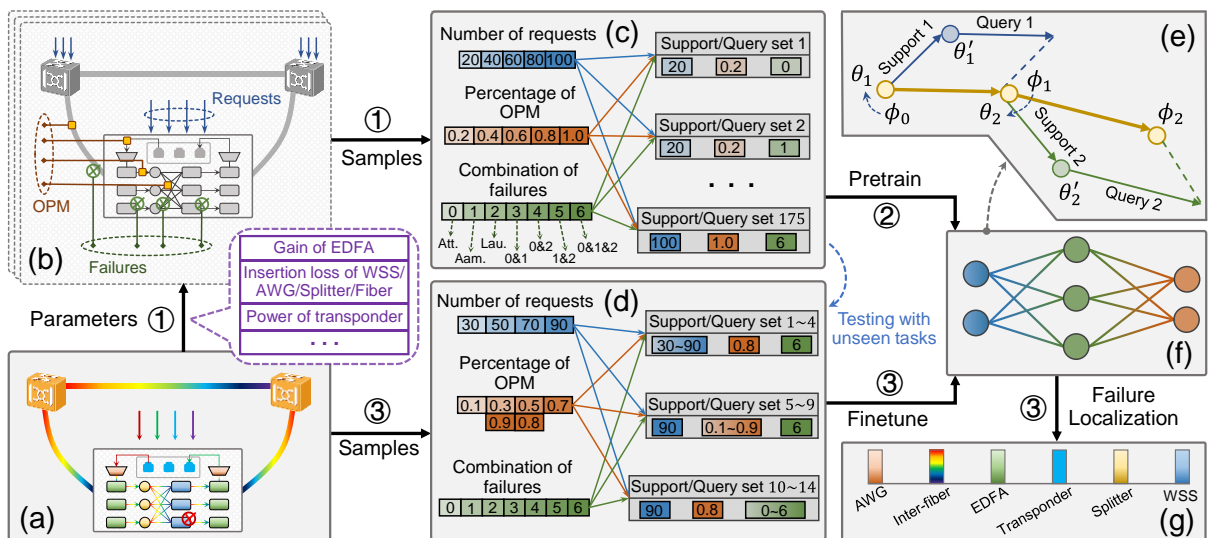 (b)
Requests
OPM
Failures
①
Samples
Gain of EDFA
Insertion loss of WSS/
AWG/Splitter/Fiber
Power of transponder
. . .
Parameters ①
(a)
③
Samples
(c)
Number of requests
20 40 60 80 100
Percentage of
OPM
0.2 0.4 0.6 0.8 1.0
Combination of
failures
0 1 2 3 4 5 6
Att. Lau. 0&2 0&1&2
Aam. 0&1 1&2
Support/Query set 1
20 0.2 0
Support/Query set 2
20 0.2 1
. . .
Support/Query set 175
100 1.0 6
(d)
Number of requests
30 50 70 90
Percentage of
OPM
0.1 0.3 0.5 0.7
0.9 0.8
Combination of
failures
0 1 2 3 4 5 6
Support/Query set 1~4
30~90 0.8 6
Support/Query set 5~9
90 0.1~0.9 6
Support/Query set 10~14
90 0.8 0~6
Pretrain
②
Testing with
unseen tasks
③
Finetune
(e)
Support 1
Query 1
θ₁
θ′₁
ϕ₀
ϕ₁
θ₂
ϕ₂
Support 2
θ′₂
Query 2
(f)
③
Failure
Localization
AWG
Inter-fiber
EDFA
Transponder
Splitter
WSS
(g)